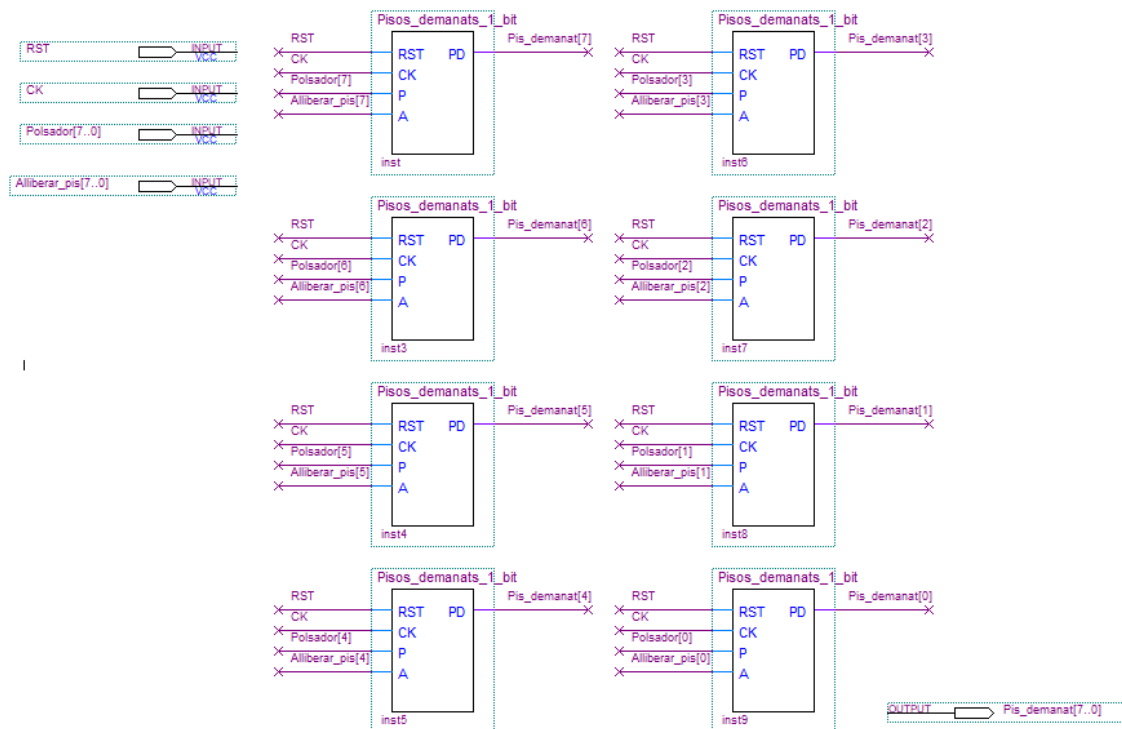 RST
INPUT
VCC
CK
INPUT
VCC
Polsador[7..0]
INPUT
VCC
Alliberar_pis[7..0]
INPUT
VCC
Pisos_demanats_1_bit
RST
CK
Polsador[7]
Alliberar_pis[7]
RST PD
CK
P
A
Pis_demanat[7]
inst
Pisos_demanats_1_bit
RST
CK
Polsador[3]
Alliberar_pis[3]
RST PD
CK
P
A
Pis_demanat[3]
inst6
Pisos_demanats_1_bit
RST
CK
Polsador[6]
Alliberar_pis[6]
RST PD
CK
P
A
Pis_demanat[6]
inst3
Pisos_demanats_1_bit
RST
CK
Polsador[2]
Alliberar_pis[2]
RST PD
CK
P
A
Pis_demanat[2]
inst7
Pisos_demanats_1_bit
RST
CK
Polsador[5]
Alliberar_pis[5]
RST PD
CK
P
A
Pis_demanat[5]
inst4
Pisos_demanats_1_bit
RST
CK
Polsador[1]
Alliberar_pis[1]
RST PD
CK
P
A
Pis_demanat[1]
inst8
Pisos_demanats_1_bit
RST
CK
Polsador[4]
Alliberar_pis[4]
RST PD
CK
P
A
Pis_demanat[4]
inst5
Pisos_demanats_1_bit
RST
CK
Polsador[0]
Alliberar_pis[0]
RST PD
CK
P
A
Pis_demanat[0]
inst9
OUTPUT
Pis_demanat[7..0]